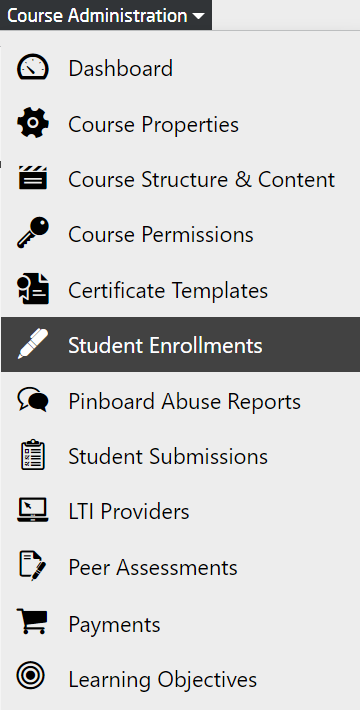 Course Administration
Dashboard
Course Properties
Course Structure & Content
Course Permissions
Certificate Templates
Student Enrollments
Pinboard Abuse Reports
Student Submissions
LTI Providers
Peer Assessments
Payments
Learning Objectives